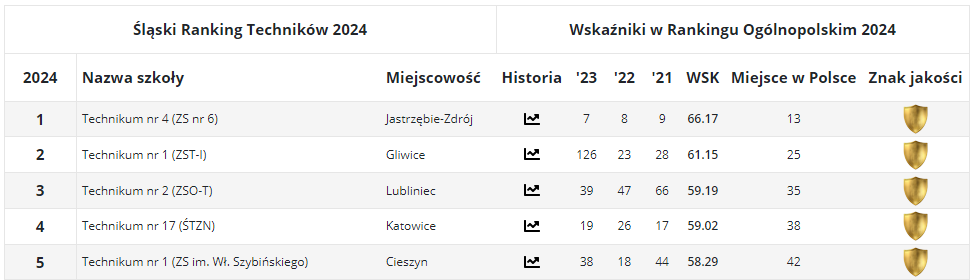 Śląski Ranking Techników 2024 Wskaźniki w Rankingu Ogólnopolskim 2024
2024 Nazwa szkoły Miejscowość Historia '23 '22 '21 WSK Miejsce w Polsce Znak jakości
1 Technikum nr 4 (ZS nr 6) Jastrzębie-Zdrój 7 8 9 66.17 13
2 Technikum nr 1 (ZST-I) Gliwice 126 23 28 61.15 25
3 Technikum nr 2 (ZSO-T) Lubliniec 39 47 66 59.19 35
4 Technikum nr 17 (ŚTZN) Katowice 19 26 17 59.02 38
5 Technikum nr 1 (ZS im. Wł. Szybińskiego) Cieszyn 38 18 44 58.29 42